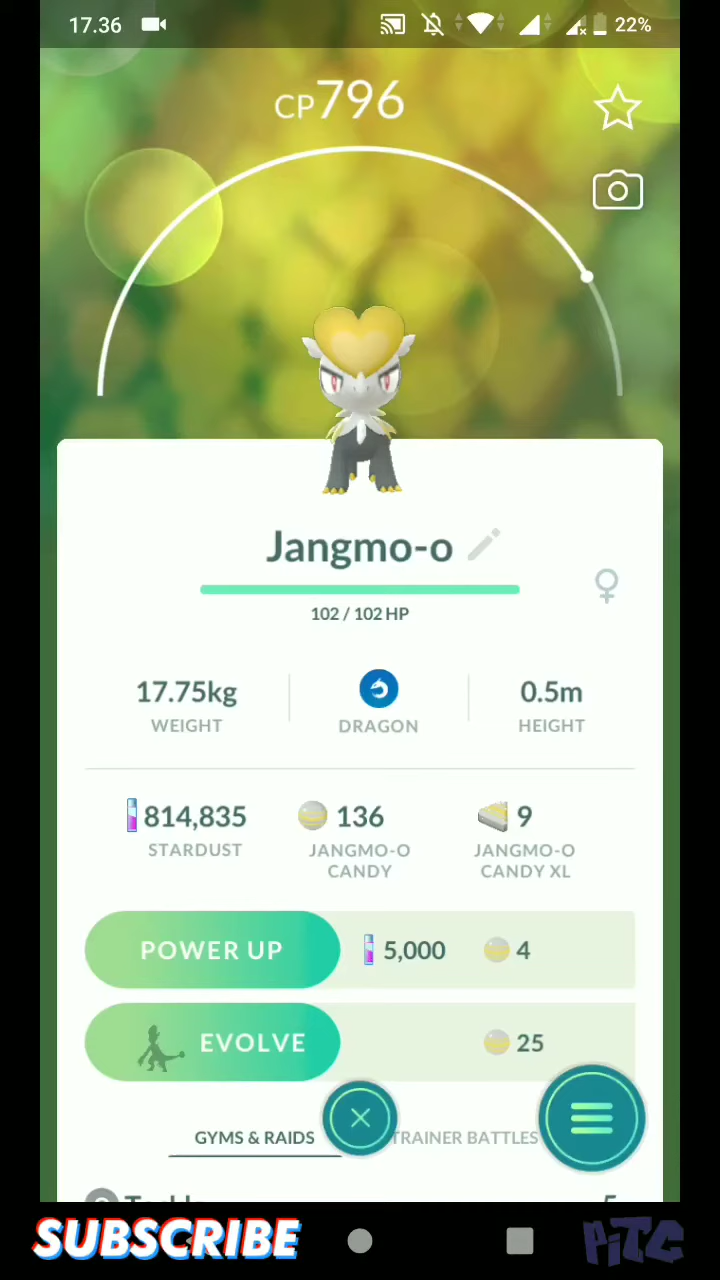 17.36
22%
CP796
Jangmo-o
102 / 102 HP
17.75kg
WEIGHT
DRAGON
0.5m
HEIGHT
814,835
STARDUST
136
JANGMO-O
CANDY
9
JANGMO-O
CANDY XL
POWER UP
5,000
4
EVOLVE
25
GYMS & RAIDS
TRAINER BATTLES
SUBSCRIBE
PiTC